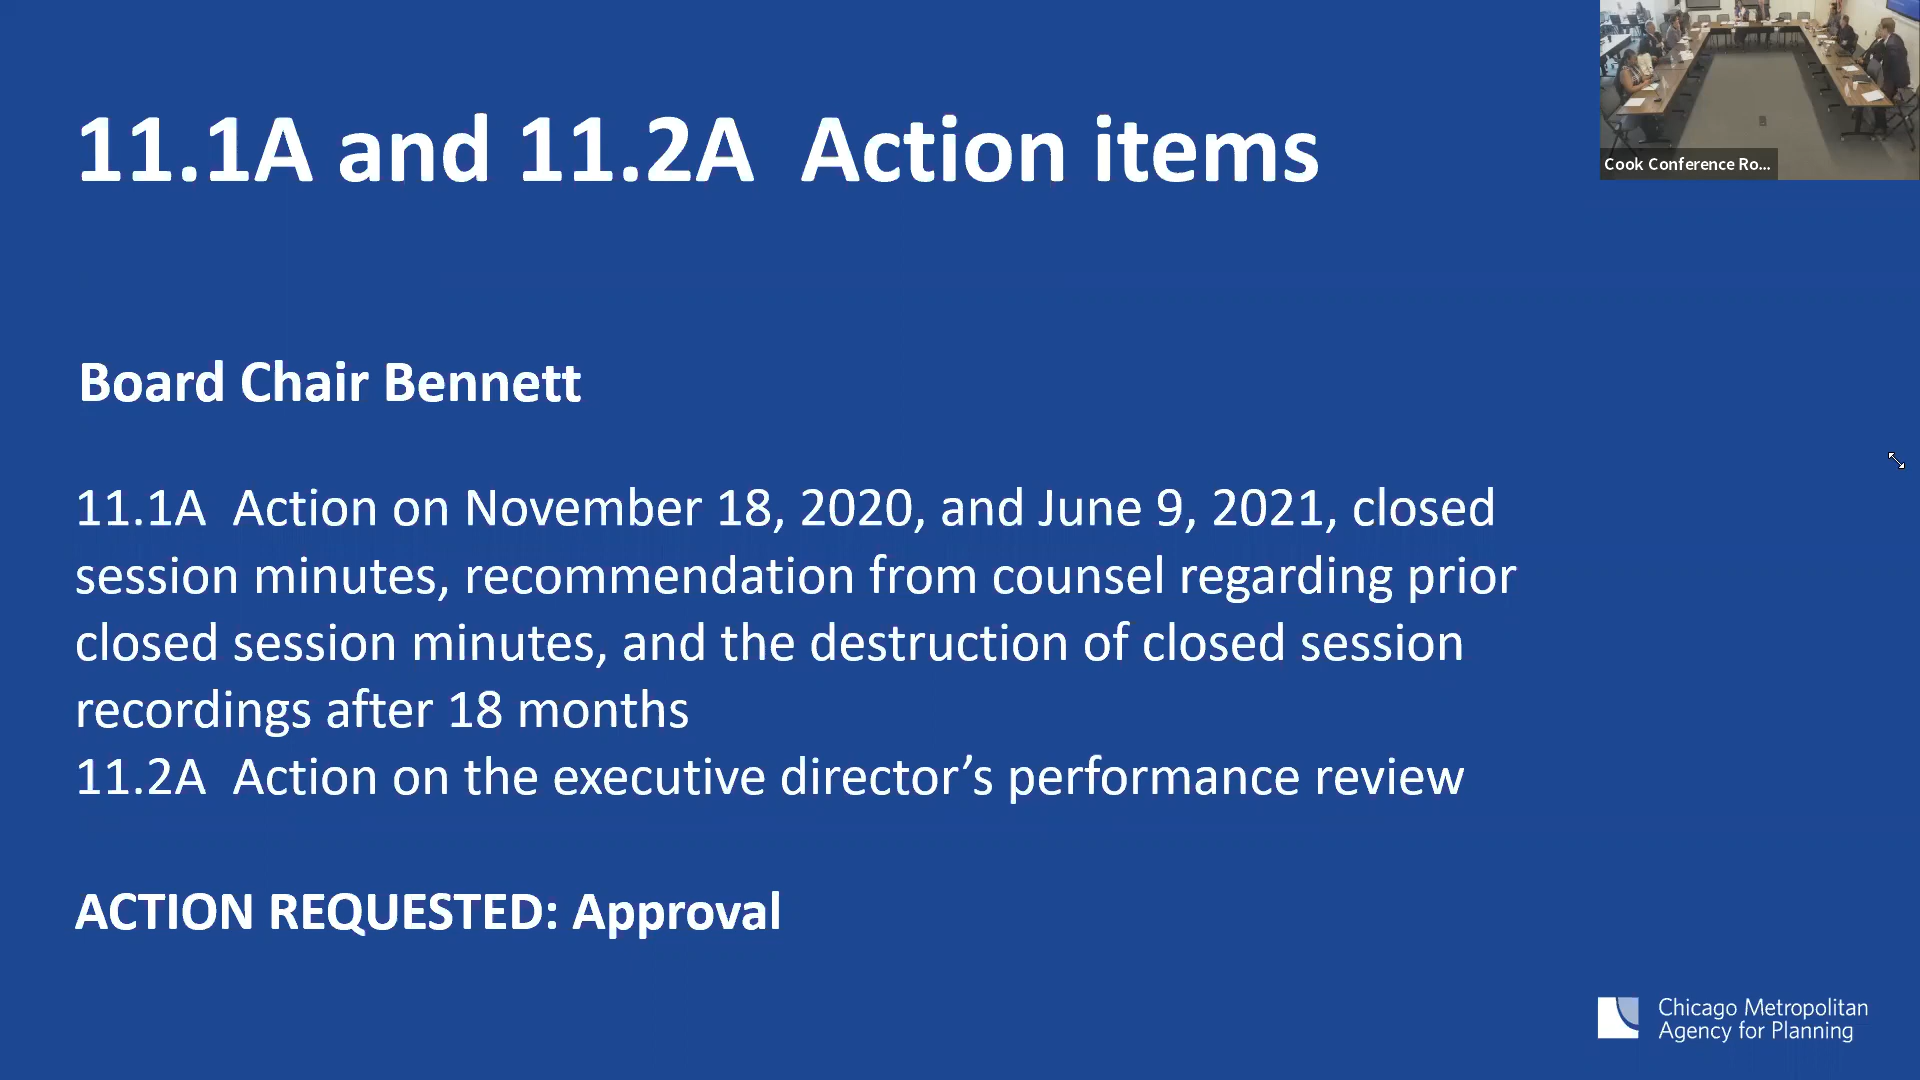 11.1A and 11.2A  Action items
Cook Conference Ro...
Board Chair Bennett
11.1A  Action on November 18, 2020, and June 9, 2021, closed
session minutes, recommendation from counsel regarding prior
closed session minutes, and the destruction of closed session
recordings after 18 months
11.2A  Action on the executive director’s performance review
ACTION REQUESTED: Approval
Chicago Metropolitan
Agency for Planning